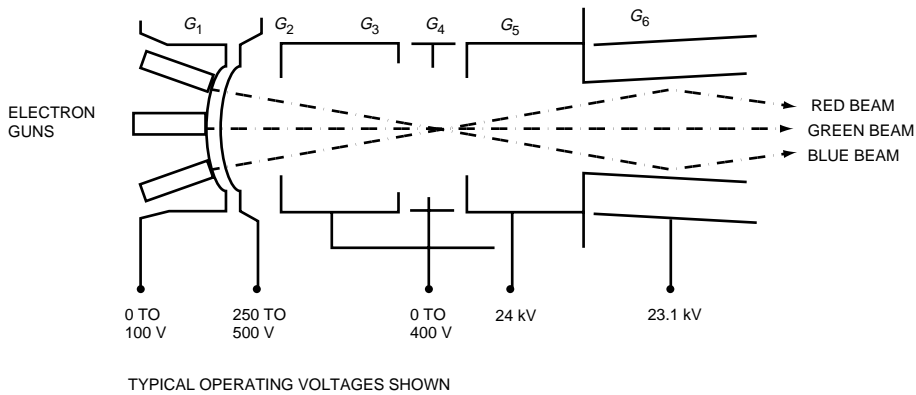 G1 G2 G3 G4 G5 G6
ELECTRON
GUNS
RED BEAM
GREEN BEAM
BLUE BEAM
0 TO
100 V
250 TO
500 V
0 TO
400 V
24 kV
23.1 kV
TYPICAL OPERATING VOLTAGES SHOWN